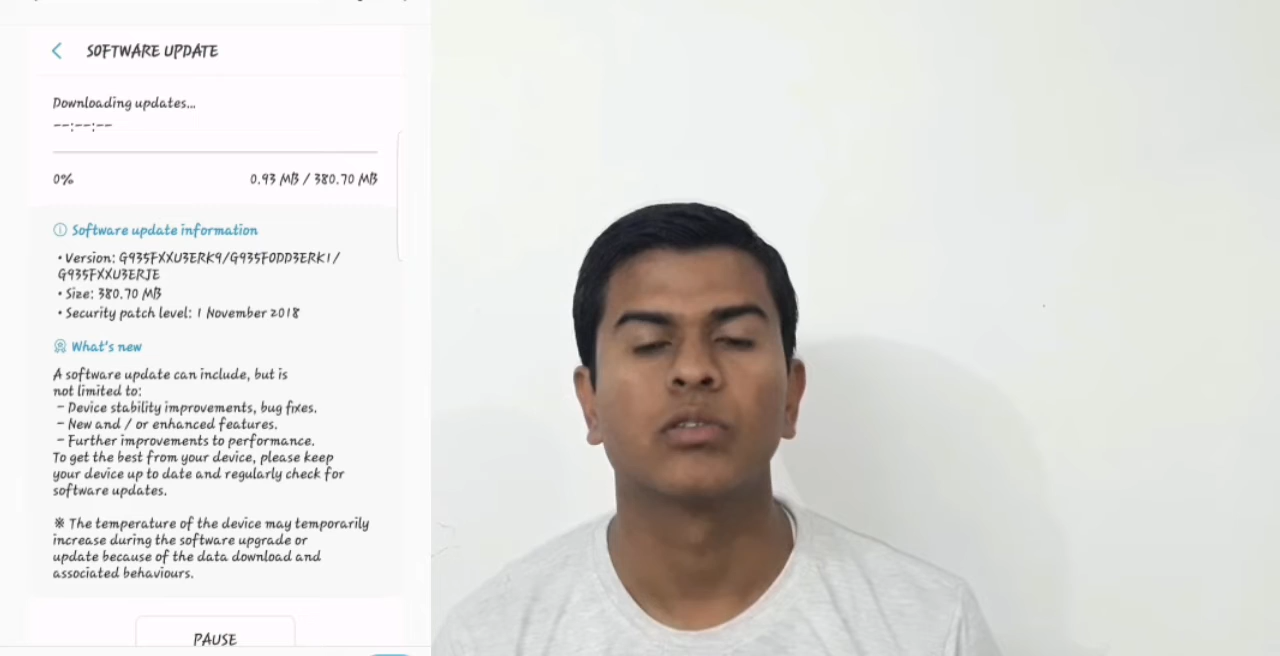 SOFTWARE UPDATE
Downloading updates...
--:--:--
0% 0.93 MB / 380.70 MB
Software update information
• Version: G935FXXU3ERK9/G935FODD3ERK1/
G935FXXU3ERJE
• Size: 380.70 MB
• Security patch level: 1 November 2018
What's new
A software update can include, but is
not limited to:
– Device stability improvements, bug fixes.
– New and / or enhanced features.
– Further improvements to performance.
To get the best from your device, please keep
your device up to date and regularly check for
software updates.
※ The temperature of the device may temporarily
increase during the software upgrade or
update because of the data download and
associated behaviours.
PAUSE